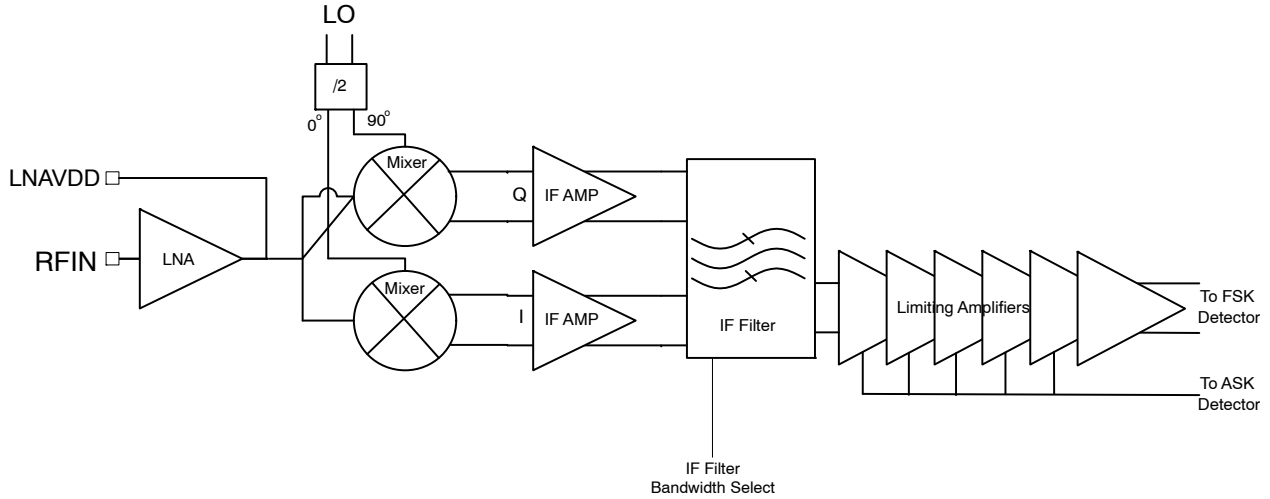 LO
/2
0°
90°
LNAVDD
RFIN
LNA
Mixer
Q
IF AMP
Mixer
I
IF AMP
IF Filter
Limiting Amplifiers
To FSK
Detector
To ASK
Detector
IF Filter
Bandwidth Select